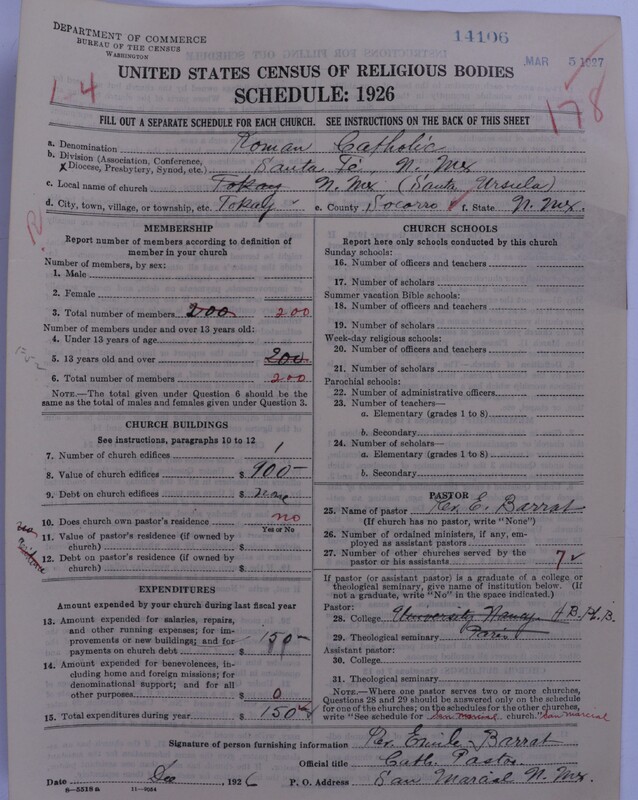 DEPARTMENT OF COMMERCE
BUREAU OF THE CENSUS
WASHINGTON
14106
MAR 5 1927
UNITED STATES CENSUS OF RELIGIOUS BODIES
SCHEDULE: 1926
1-4
178
FILL OUT A SEPARATE SCHEDULE FOR EACH CHURCH. SEE INSTRUCTIONS ON THE BACK OF THIS SHEET
a. Denomination Roman Catholic
b. Division (Association, Conference,
Diocese, Presbytery, Synod, etc.) Santa Fe, N. Mex
c. Local name of church Tokay N. Mex (Santa Ursula)
d. City, town, village, or township, etc. Tokay e. County Socorro f. State N. Mex.
MEMBERSHIP
Report number of members according to definition of
member in your church
Number of members, by sex:
1. Male
2. Female
3. Total number of members 200 200
Number of members under and over 13 years old:
4. Under 13 years of age
5. 13 years old and over 200
6. Total number of members 200
NOTE.—The total given under Question 6 should be
same as the total of males and females given under Question 3.
CHURCH BUILDINGS
See instructions, paragraphs 10 to 12
7. Number of church edifices 1
8. Value of church edifices $ 900-
9. Debt on church edifices $ none
10. Does church own pastor's residence no
Yes or No
11. Value of pastor's residence (if owned by
church) $
12. Debt on pastor's residence (if owned by
church) $
EXPENDITURES
Amount expended by your church during last fiscal year
13. Amount expended for salaries, repairs,
and other running expenses; for im-
provements or new buildings; and for
payments on church debt $ 150-
14. Amount expended for benevolences,
including home and foreign missions; for
denominational support; and for all
other purposes $ 0
15. Total expenditures during year $ 150
CHURCH SCHOOLS
Report here only schools conducted by this church
Sunday schools:
16. Number of officers and teachers
17. Number of scholars
Summer vacation Bible schools:
18. Number of officers and teachers
19. Number of scholars
Week-day religious schools:
20. Number of officers and teachers
21. Number of scholars
Parochial schools:
22. Number of administrative officers
23. Number of teachers—
a. Elementary (grades 1 to 8)
b. Secondary
24. Number of scholars—
a. Elementary (grades 1 to 8)
b. Secondary
PASTOR
25. Name of pastor Rev E. Barrat
(If church has no pastor, write "None")
26. Number of ordained ministers, if any, em-
ployed as assistant pastors
27. Number of other churches served by the
pastor or his assistants 7
If pastor (or assistant pastor) is a graduate of a college or
theological seminary, give name of institution below. (If
not a graduate, write "No" in the space indicated.)
Pastor:
28. College University Nancy
29. Theological seminary
Assistant pastor:
30. College
31. Theological seminary
NOTE.—Where one pastor serves two or more churches,
Questions 28 and 29 should be answered only on the schedule
for one of the churches; on the schedules for the other churches,
write "See schedule for San Marcial church." San Marcial
Signature of person furnishing information Rev. Emile Barrat
Official title Cath. Pastor
Date Dec 1926 P. O. Address San Marcial N. Mex.
8-5518 a 11-9054